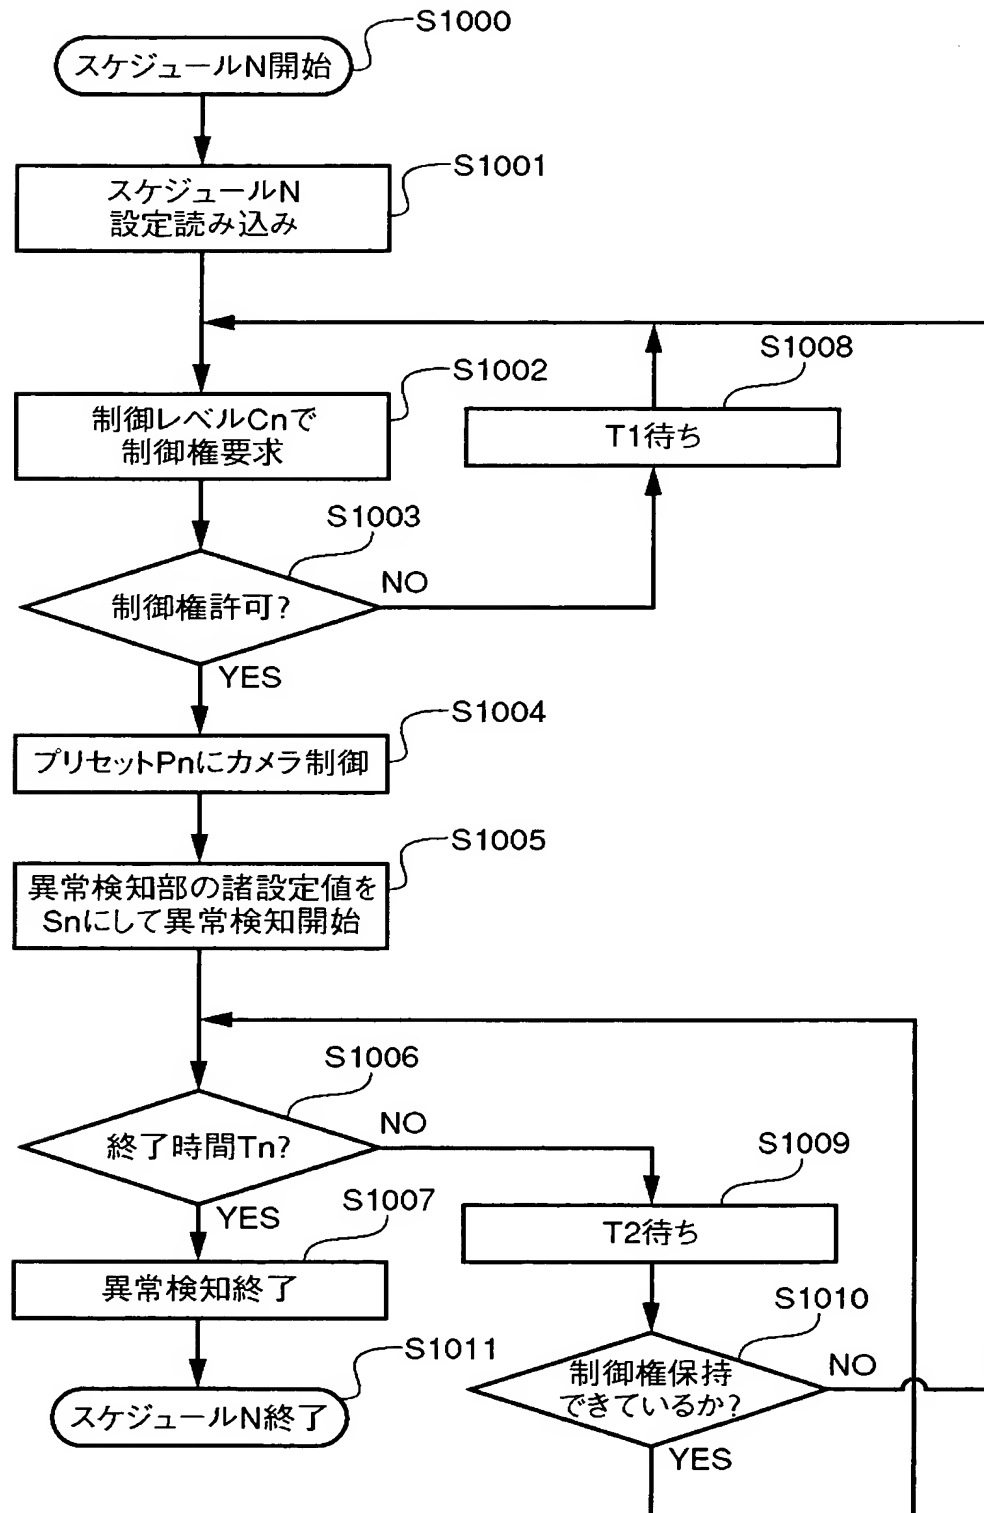 S1000
スケジュールN開始
S1001
スケジュールN
設定読み込み
S1002
制御レベルCnで
制御権要求
S1008
T1待ち
S1003
制御権許可?
NO
YES
S1004
プリセットPnにカメラ制御
S1005
異常検知部の諸設定値を
Snにして異常検知開始
S1006
終了時間Tn?
NO
YES
S1009
T2待ち
S1007
異常検知終了
S1010
制御権保持
できているか?
NO
YES
S1011
スケジュールN終了